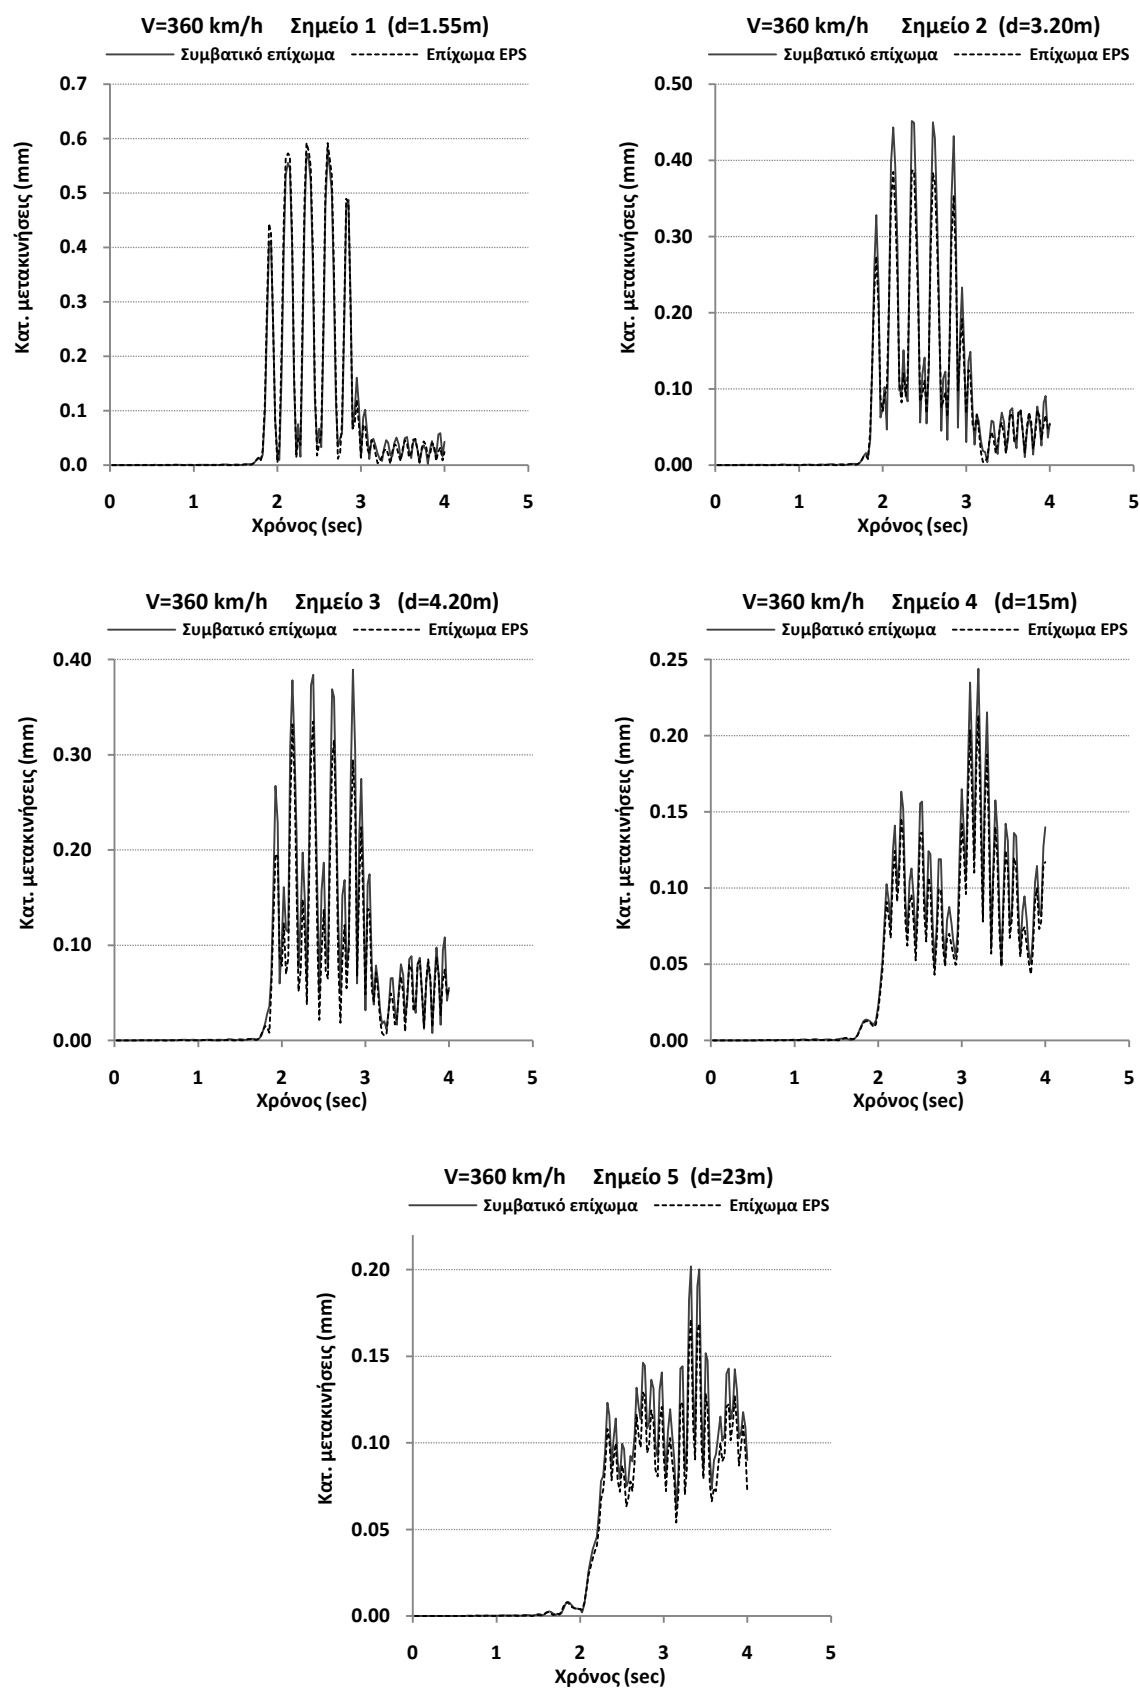 V=360 km/h Σημείο 1 (d=1.55m)
Συμβατικό επίχωμα Επίχωμα EPS
0.7
0.6
0.5
0.4
0.3
0.2
0.1
0.0
Κατ. μετακινήσεις (mm)
0 1 2 3 4 5
Χρόνος (sec)
V=360 km/h Σημείο 2 (d=3.20m)
Συμβατικό επίχωμα Επίχωμα EPS
0.50
0.40
0.30
0.20
0.10
0.00
Κατ. μετακινήσεις (mm)
0 1 2 3 4 5
Χρόνος (sec)
V=360 km/h Σημείο 3 (d=4.20m)
Συμβατικό επίχωμα Επίχωμα EPS
0.40
0.30
0.20
0.10
0.00
Κατ. μετακινήσεις (mm)
0 1 2 3 4 5
Χρόνος (sec)
V=360 km/h Σημείο 4 (d=15m)
Συμβατικό επίχωμα Επίχωμα EPS
0.25
0.20
0.15
0.10
0.05
0.00
Κατ. μετακινήσεις (mm)
0 1 2 3 4 5
Χρόνος (sec)
V=360 km/h Σημείο 5 (d=23m)
Συμβατικό επίχωμα Επίχωμα EPS
0.20
0.15
0.10
0.05
0.00
Κατ. μετακινήσεις (mm)
0 1 2 3 4 5
Χρόνος (sec)